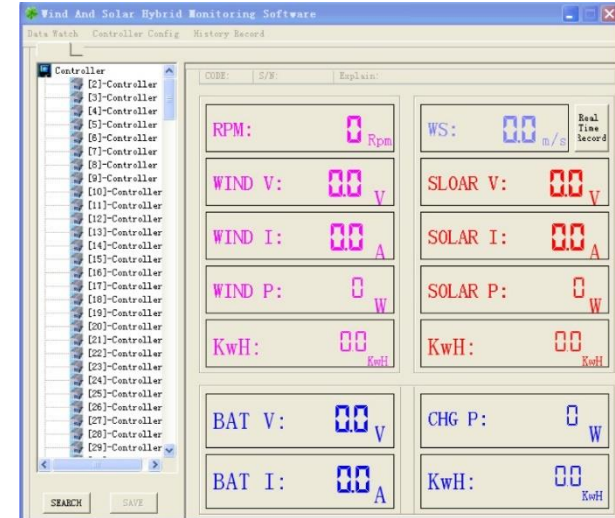 Wind And Solar Hybrid Monitoring Software
Data Watch Controller Config History Record
Controller
[2]-Controller
[3]-Controller
[4]-Controller
[5]-Controller
[6]-Controller
[7]-Controller
[8]-Controller
[9]-Controller
[10]-Controller
[11]-Controller
[12]-Controller
[13]-Controller
[14]-Controller
[15]-Controller
[16]-Controller
[17]-Controller
[18]-Controller
[19]-Controller
[20]-Controller
[21]-Controller
[22]-Controller
[23]-Controller
[24]-Controller
[25]-Controller
[26]-Controller
[27]-Controller
[28]-Controller
[29]-Controller
SEARCH SAVE
CODE: S/N: Explain:
RPM: 0 Rpm
WIND V: 0.0 V
WIND I: 0.0 A
WIND P: 0 W
KwH: 0.0 KwH
WS: 0.0 m/s
Real
Time
Record
SLOAR V: 0.0 V
SOLAR I: 0.0 A
SOLAR P: 0 W
KwH: 0.0 KwH
BAT V: 0.0 V
BAT I: 0.0 A
CHG P: 0 W
KwH: 0.0 KwH